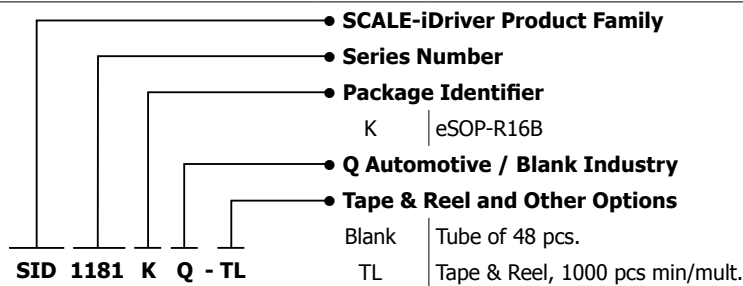 SCALE-iDriver Product Family
Series Number
Package Identifier
K eSOP-R16B
Q Automotive / Blank Industry
Tape & Reel and Other Options
Blank Tube of 48 pcs.
SID 1181 K Q - TL
TL Tape & Reel, 1000 pcs min/mult.